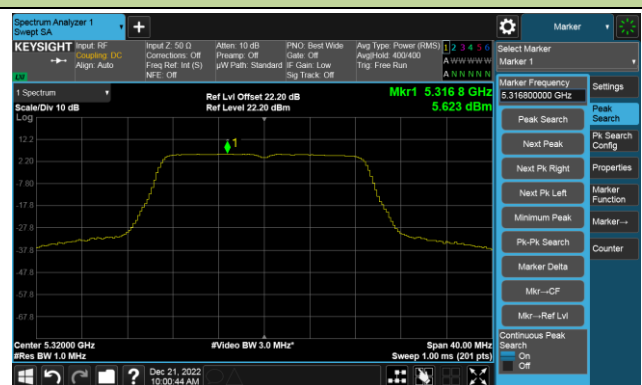 Spectrum Analyzer 1
Swept SA
+
Marker
KEYSIGHT
Input: RF
Coupling: DC
Align: Auto
Input Z: 50 Ω
Corrections: Off
Freq Ref: Int (S)
NFE: Off
Atten: 10 dB
Preamp: Off
µW Path: Standard
PNO: Best Wide
Gate: Off
IF Gain: Low
Sig Track: Off
Avg Type: Power (RMS)
Avg|Hold: 400/400
Trig: Free Run
1 2 3 4 5 6
A W W W W W
A N N N N N
Select Marker
Marker 1
LW
1 Spectrum
Scale/Div 10 dB
Log
Ref Lvl Offset 22.20 dB
Ref Level 22.20 dBm
Mkr1 5.316 8 GHz
5.623 dBm
1
12.2
2.20
-7.80
-17.8
-27.8
-37.8
-47.8
-57.8
-67.8
Center 5.32000 GHz
#Res BW 1.0 MHz
#Video BW 3.0 MHz*
Span 40.00 MHz
Sweep 1.00 ms (201 pts)
Marker Frequency
5.316800000 GHz
Peak Search
Next Peak
Next Pk Right
Next Pk Left
Minimum Peak
Pk-Pk Search
Marker Delta
Mkr→CF
Mkr→Ref Lvl
Continuous Peak
Search
On
Off
Settings
Peak
Search
Pk Search
Config
Properties
Marker
Function
Marker→
Counter
?
Dec 21, 2022
10:00:44 AM